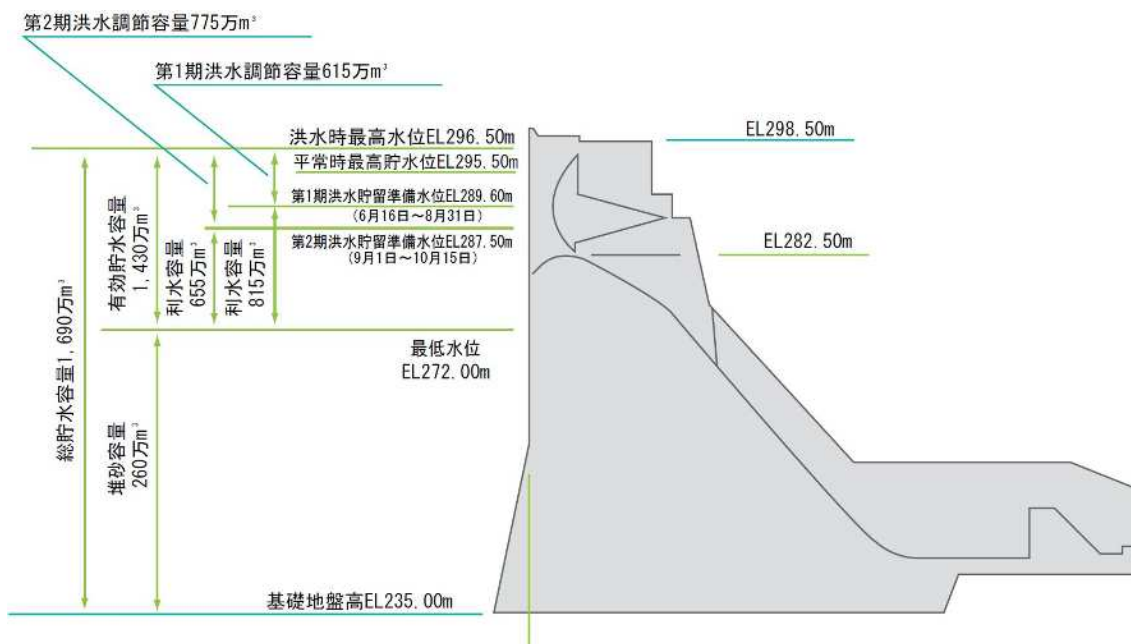 第2期洪水調節容量775万m³
第1期洪水調節容量615万m³
洪水時最高水位EL296.50m
平常時最高貯水位EL295.50m
第1期洪水貯留準備水位EL289.60m
(6月16日～8月31日)
第2期洪水貯留準備水位EL287.50m
(9月1日～10月15日)
EL298.50m
EL282.50m
総貯水容量1,690万m³
有効貯水容量
1,430万m³
利水容量
655万m³
利水容量
815万m³
最低水位
EL272.00m
堆砂容量
260万m³
基礎地盤高EL235.00m